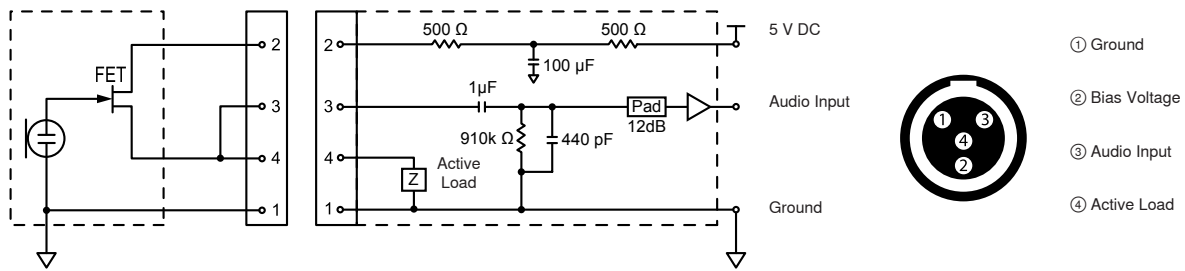 FET
2
3
4
1
2
3
4
1
500 Ω
500 Ω
100 µF
1µF
910k Ω
440 pF
Pad
12dB
Z
Active
Load
5 V DC
Audio Input
Ground
1
3
4
2
① Ground
② Bias Voltage
③ Audio Input
④ Active Load